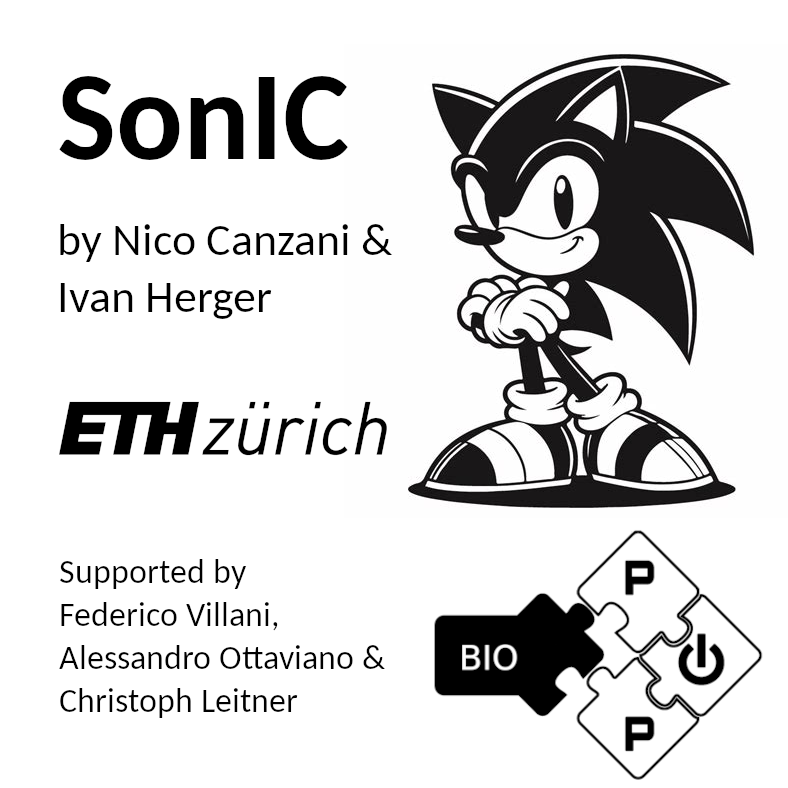 SonIC
by Nico Canzani &
Ivan Herger
ETH zürich
Supported by
Federico Villani,
Alessandro Ottaviano &
Christoph Leitner
BIO
P
P